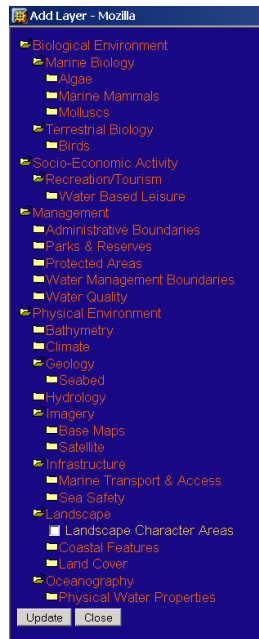 Add Layer - Mozilla
Biological Environment
Marine Biology
Algae
Marine Mammals
Molluscs
Terrestrial Biology
Birds
Socio-Economic Activity
Recreation/Tourism
Water Based Leisure
Management
Administrative Boundaries
Parks & Reserves
Protected Areas
Water Management Boundaries
Water Quality
Physical Environment
Bathymetry
Climate
Geology
Seabed
Hydrology
Imagery
Base Maps
Satellite
Infrastructure
Marine Transport & Access
Sea Safety
Landscape
Landscape Character Areas
Coastal Features
Land Cover
Oceanography
Physical Water Properties
Update Close